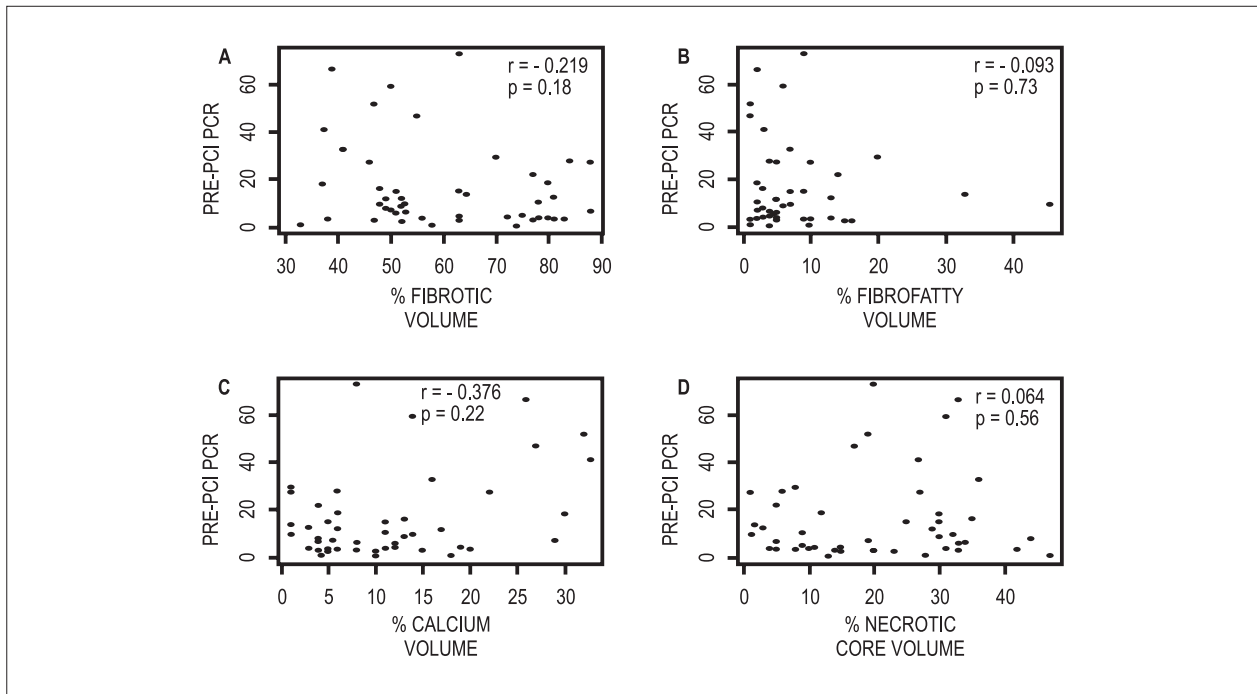 A
r = - 0.219
p = 0.18
PRE-PCI PCR
60
40
20
0
30 40 50 60 70 80 90
% FIBROTIC
VOLUME
B
r = - 0.093
p = 0.73
PRE-PCI PCR
60
40
20
0
0 10 20 30 40
% FIBROFATTY
VOLUME
C
r = - 0.376
p = 0.22
PRE-PCI PCR
60
40
20
0
0 5 10 15 20 25 30
% CALCIUM
VOLUME
D
r = 0.064
p = 0.56
PRE-PCI PCR
60
40
20
0
0 10 20 30 40
% NECROTIC
CORE VOLUME